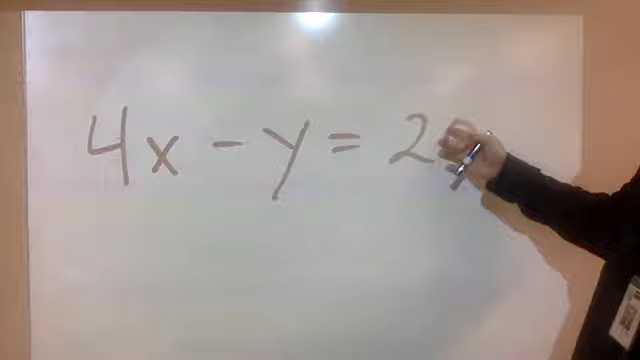 4x - y = 2